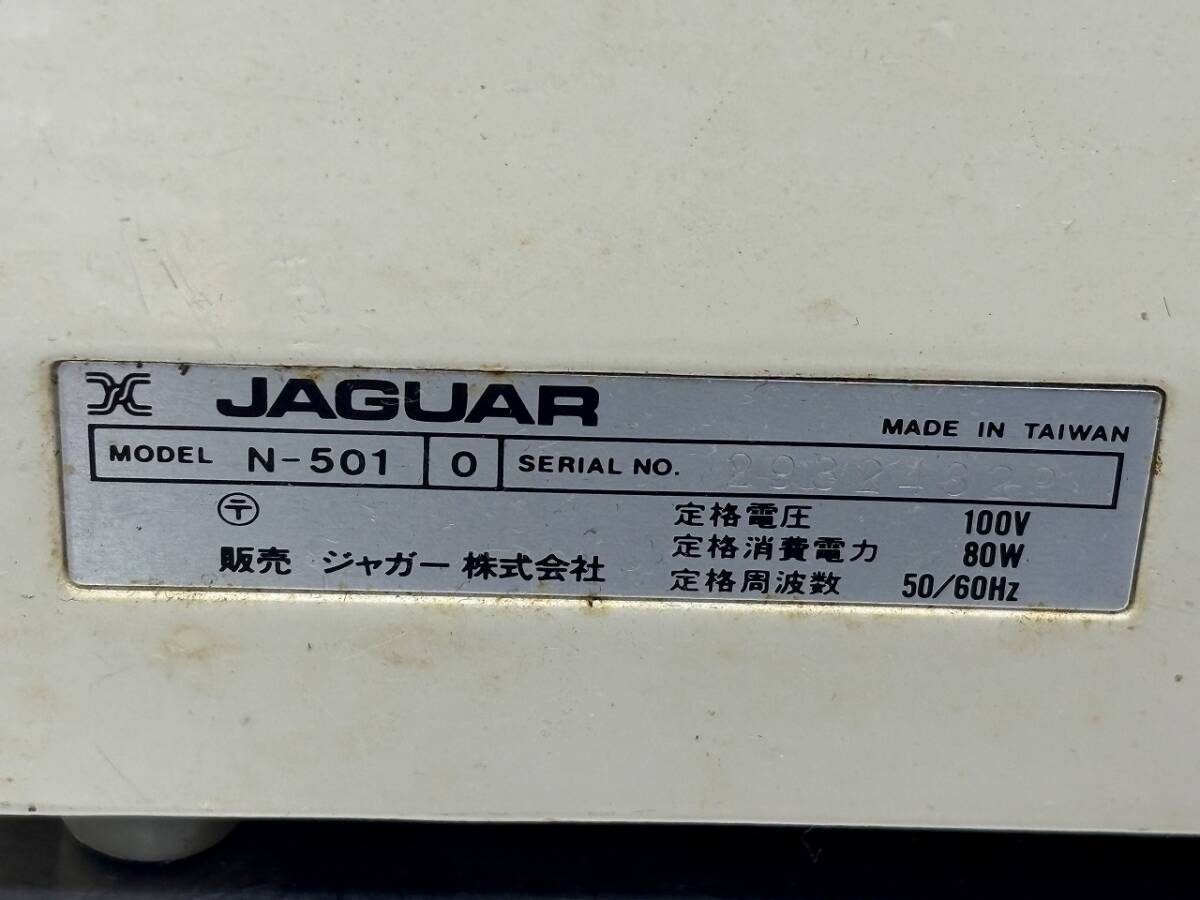 JAGUAR
MADE IN TAIWAN
MODEL N-501 0 SERIAL NO.
〒
定格電圧 100V
定格消費電力 80W
販売 ジャガー株式会社
定格周波数 50/60Hz